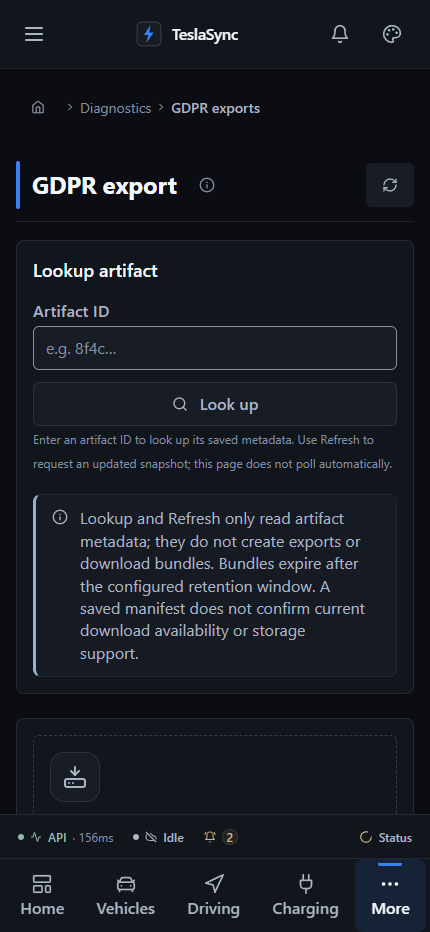 TeslaSync
Diagnostics
GDPR exports
GDPR export
Lookup artifact
Artifact ID
e.g. 8f4c...
Look up
Enter an artifact ID to look up its saved metadata. Use Refresh to
request an updated snapshot; this page does not poll automatically.
Lookup and Refresh only read artifact
metadata; they do not create exports or
download bundles. Bundles expire after
the configured retention window. A
saved manifest does not confirm current
download availability or storage
support.
API · 156ms
Idle
2
Status
Home
Vehicles
Driving
Charging
More